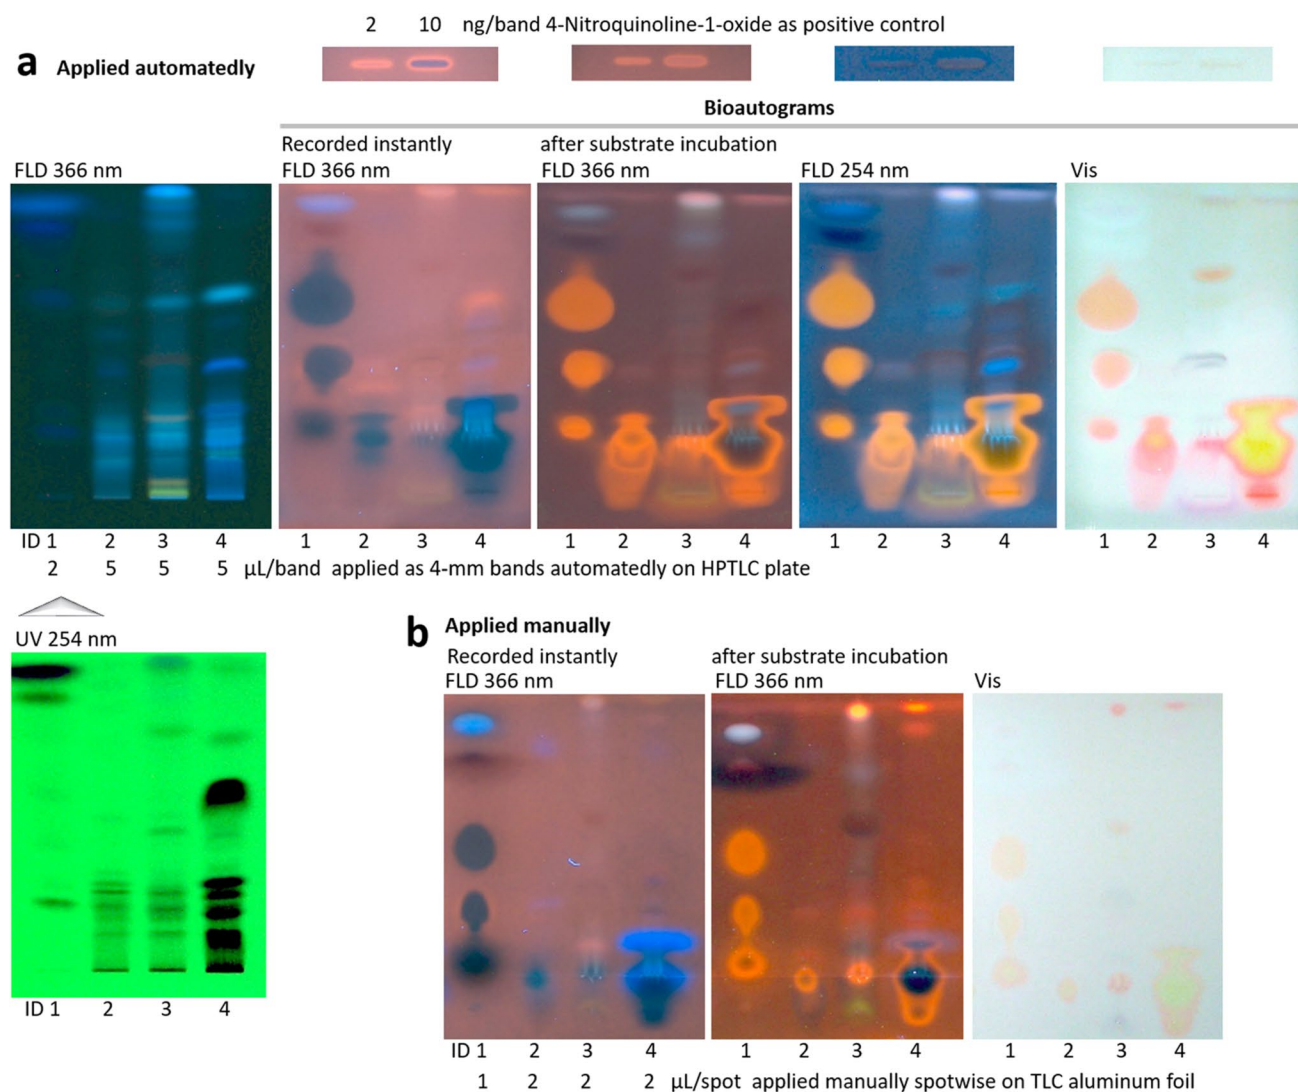 2 10 ng/band 4-Nitroquinoline-1-oxide as positive control
a Applied automatedly
Bioautograms
Recorded instantly after substrate incubation
FLD 366 nm FLD 366 nm FLD 366 nm FLD 254 nm Vis
ID 1 2 3 4 1 2 3 4 1 2 3 4 1 2 3 4 1 2 3 4
2 5 5 5 µL/band applied as 4-mm bands automatedly on HPTLC plate
UV 254 nm
ID 1 2 3 4
b Applied manually
Recorded instantly after substrate incubation
FLD 366 nm FLD 366 nm Vis
ID 1 2 3 4 1 2 3 4 1 2 3 4
1 2 2 2 µL/spot applied manually spotwise on TLC aluminum foil